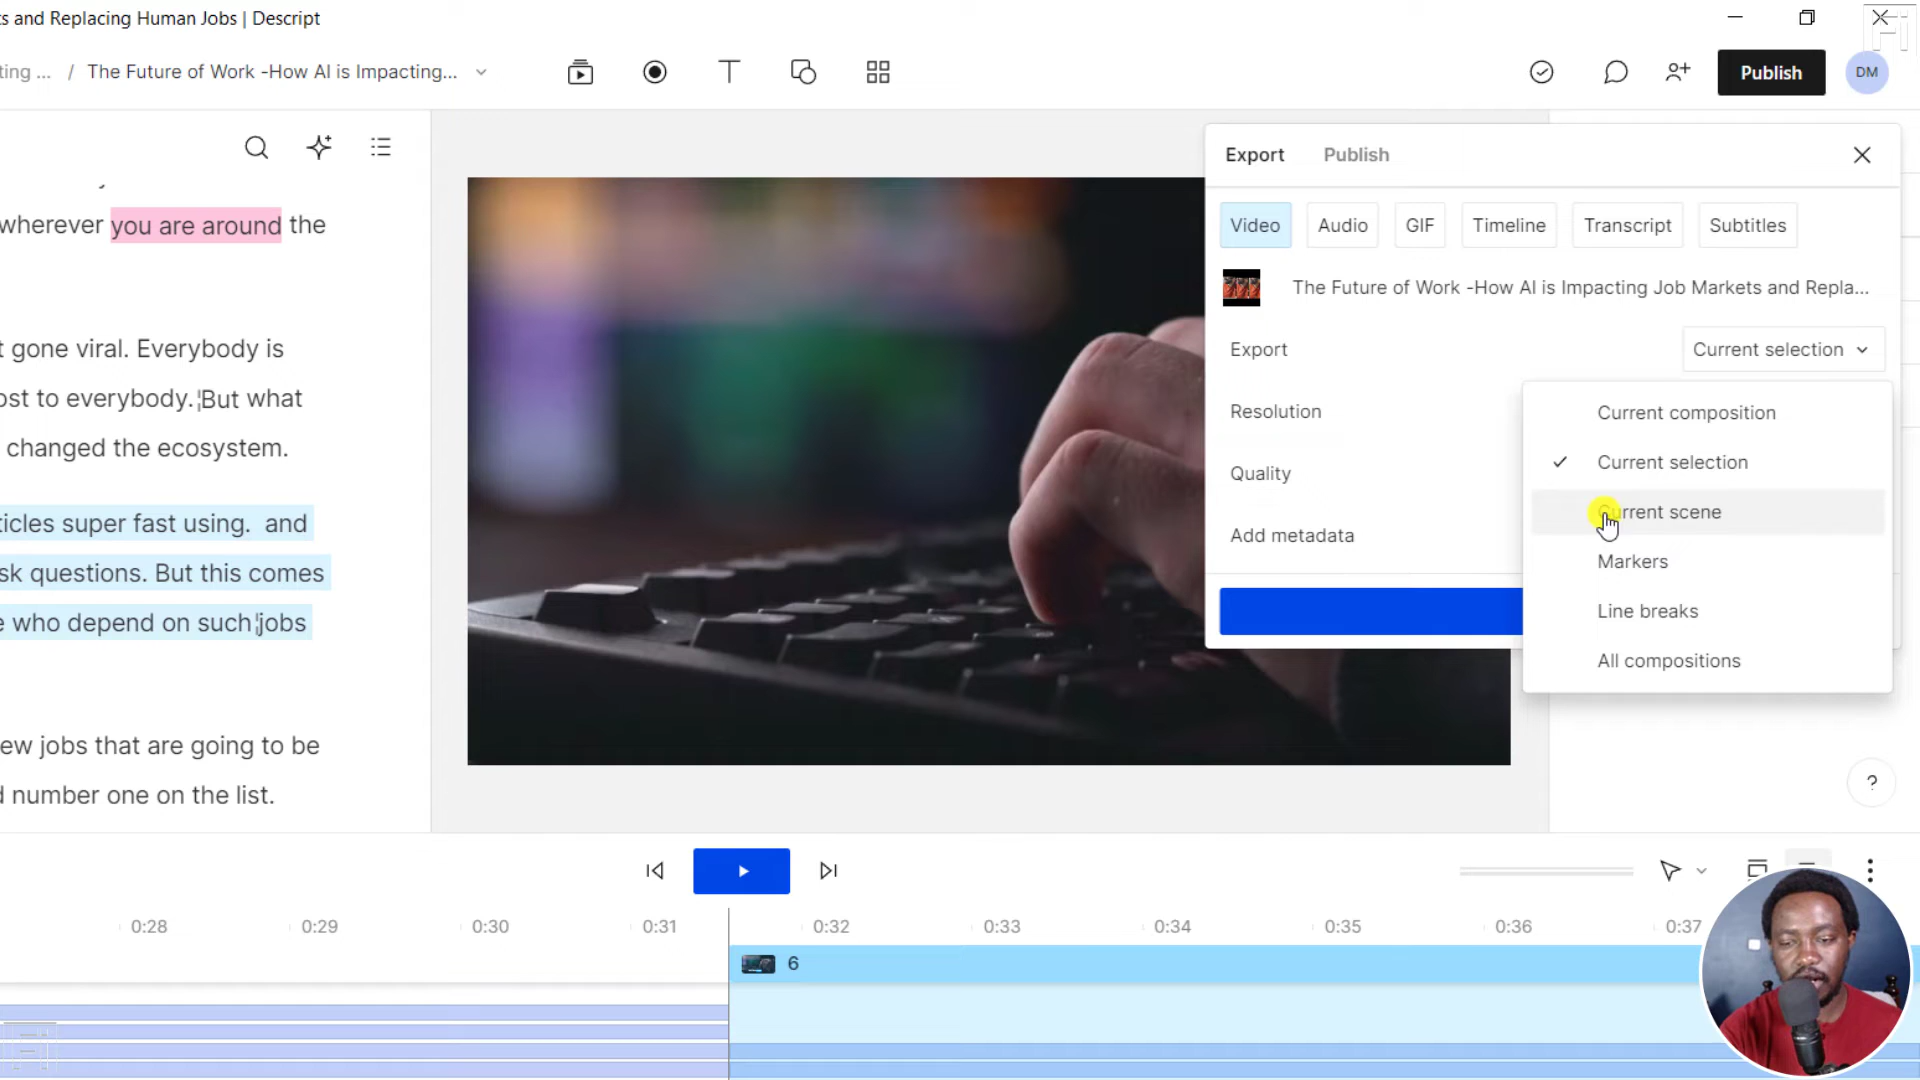 ts and Replacing Human Jobs | Descript
ting ... / The Future of Work -How AI is Impacting...
Publish
DM
Export Publish
Video Audio GIF Timeline Transcript Subtitles
The Future of Work -How AI is Impacting Job Markets and Repla...
Export Current selection
Resolution
Quality
Add metadata
Current composition
Current selection
Current scene
Markers
Line breaks
All compositions
wherever you are around the
t gone viral. Everybody is
ost to everybody. But what
changed the ecosystem.
ticles super fast using. and
sk questions. But this comes
e who depend on such jobs
ew jobs that are going to be
d number one on the list.
?
0:28 0:29 0:30 0:31 0:32 0:33 0:34 0:35 0:36 0:37
6